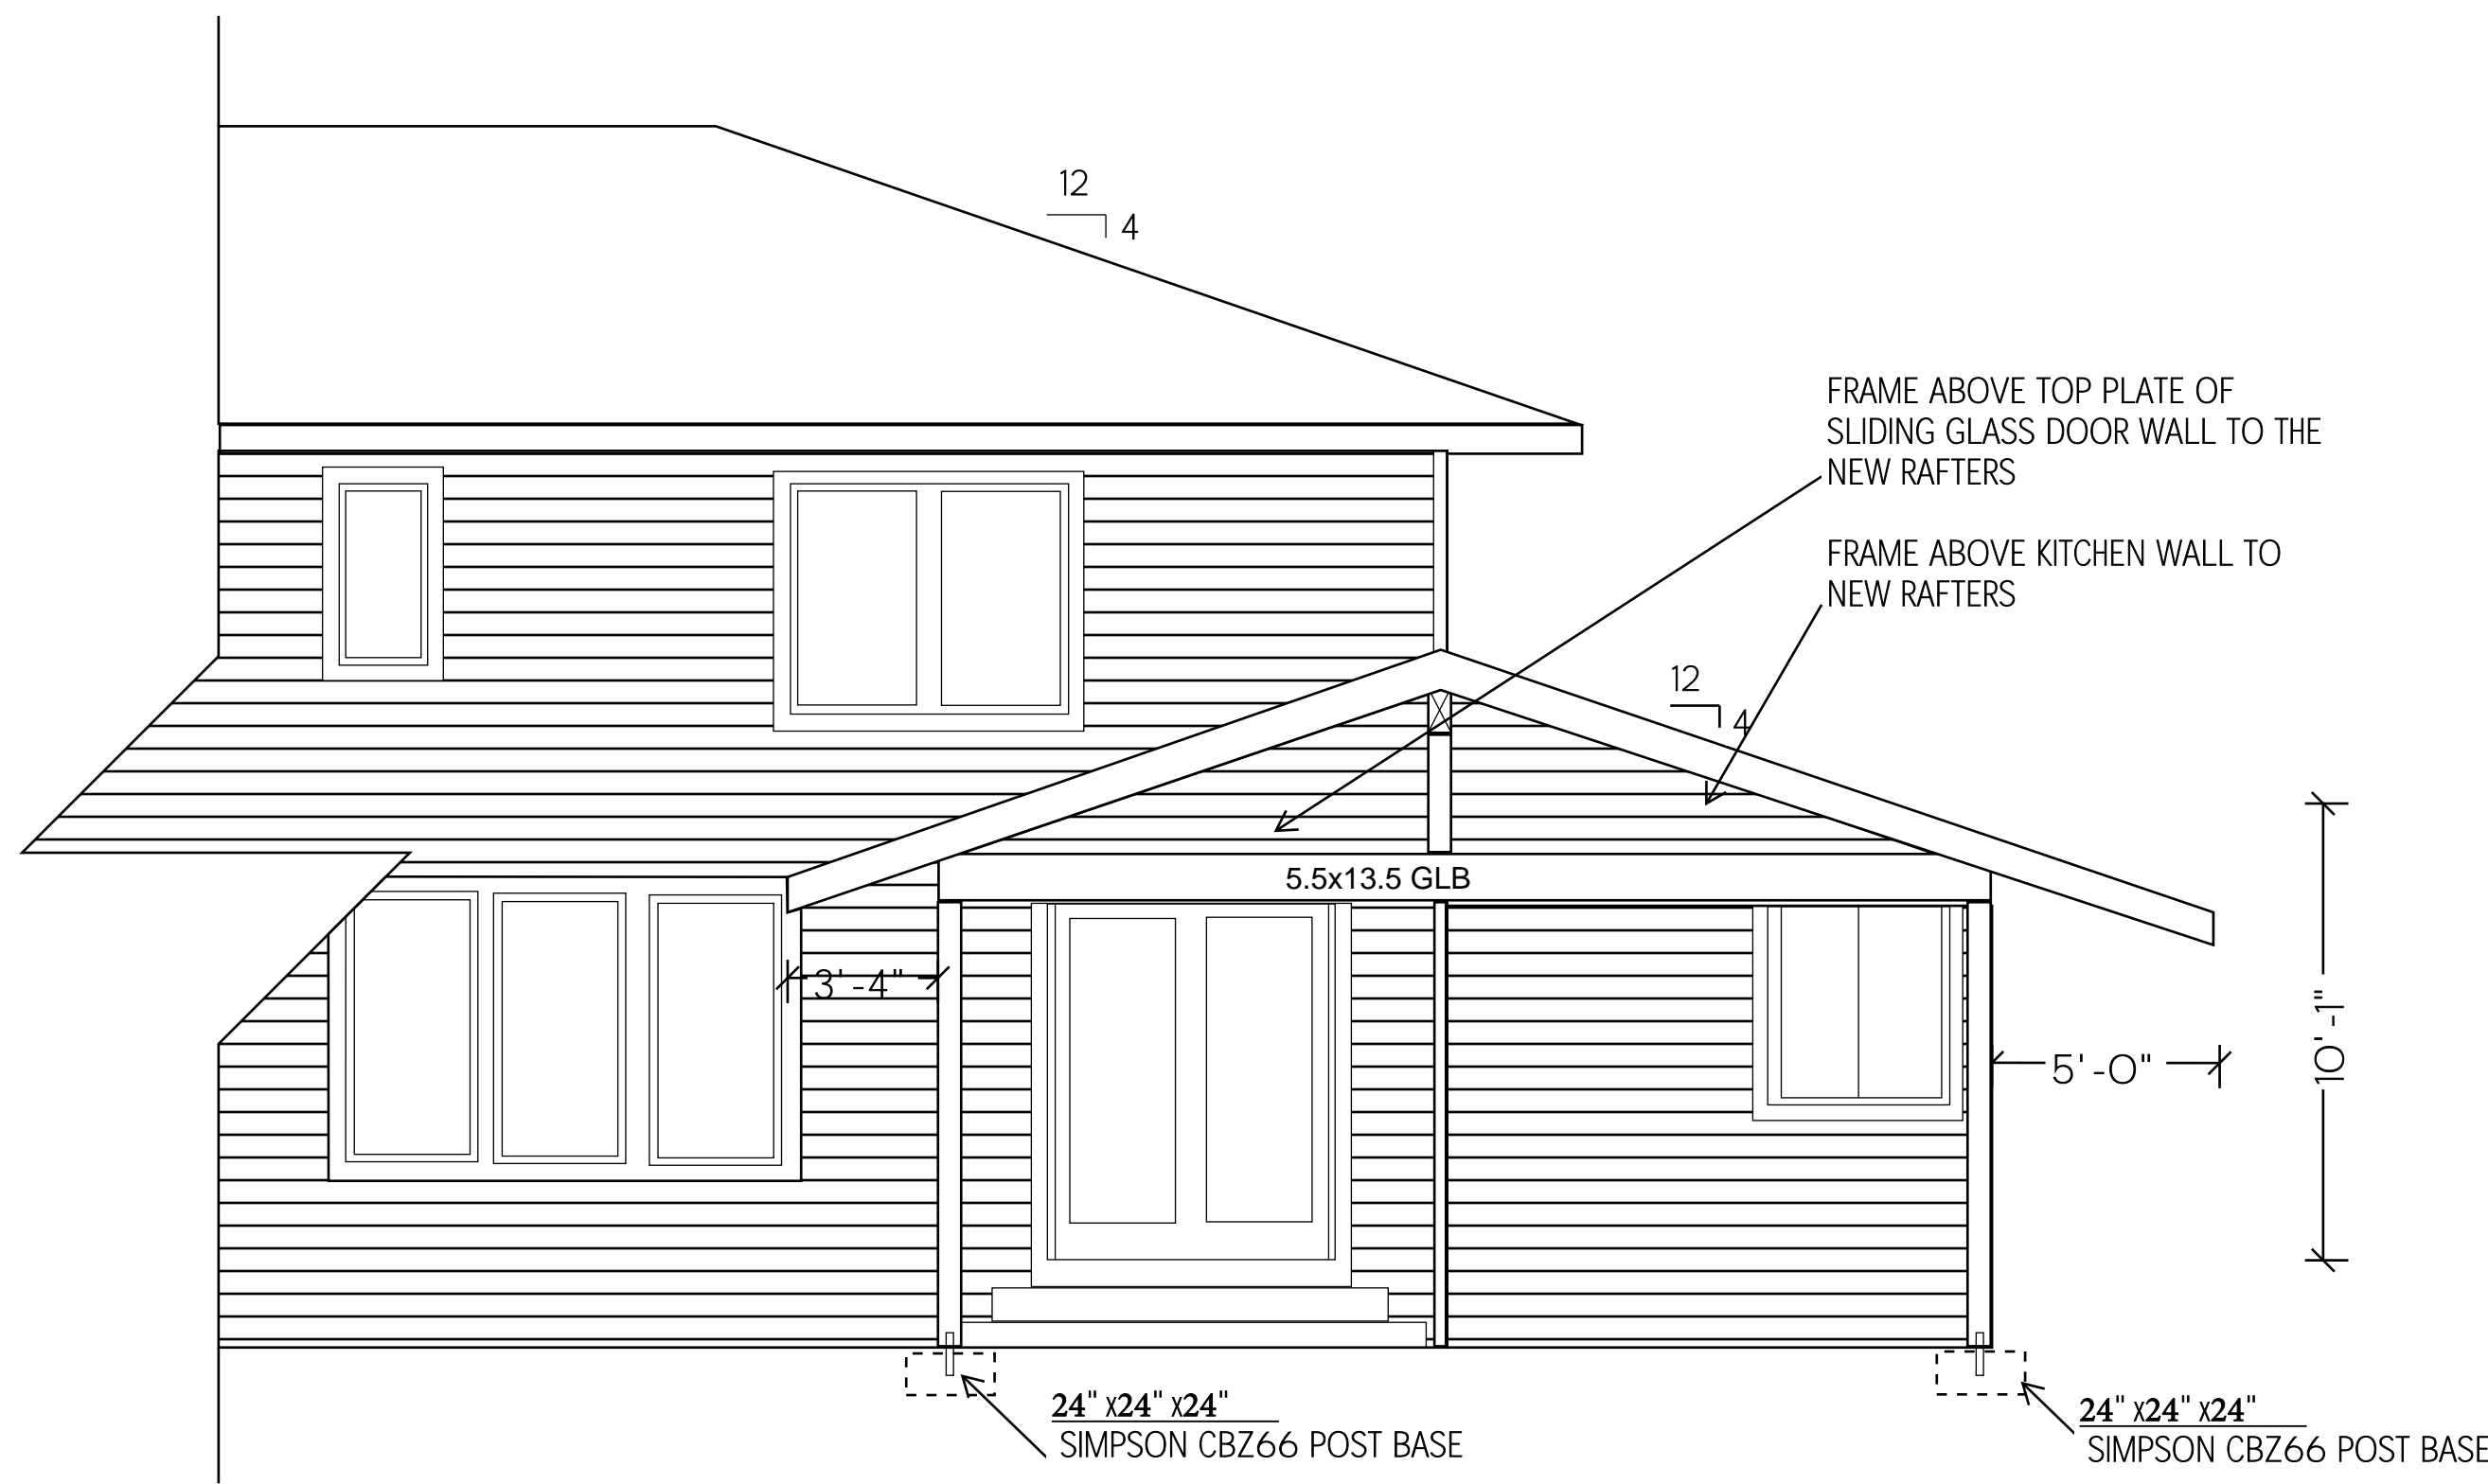 12
4
FRAME ABOVE TOP PLATE OF
SLIDING GLASS DOOR WALL TO THE
NEW RAFTERS
FRAME ABOVE KITCHEN WALL TO
NEW RAFTERS
12
4
5.5x13.5 GLB
3'-4"
5'-0"
10'-1"
24" x24" x24"
SIMPSON CBZ66 POST BASE
24" x24" x24"
SIMPSON CBZ66 POST BASE